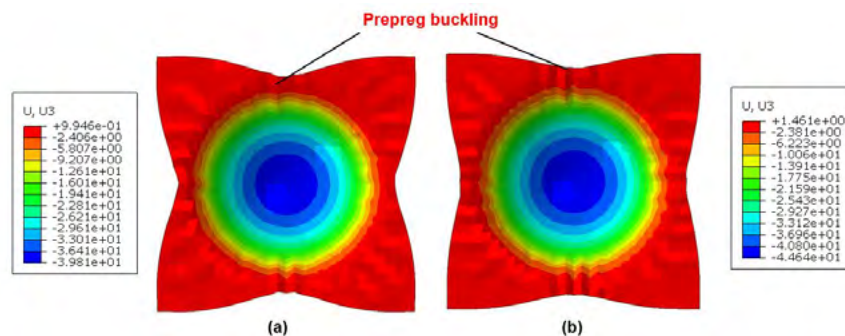 Prepreg buckling
U, U3
+9.946e-01
-2.406e+00
-5.807e+00
-9.207e+00
-1.261e+01
-1.601e+01
-1.941e+01
-2.281e+01
-2.621e+01
-2.961e+01
-3.301e+01
-3.641e+01
-3.981e+01
U, U3
+1.461e+00
-2.381e+00
-6.223e+00
-1.006e+01
-1.391e+01
-1.775e+01
-2.159e+01
-2.543e+01
-2.927e+01
-3.312e+01
-3.696e+01
-4.080e+01
-4.464e+01
(a)
(b)